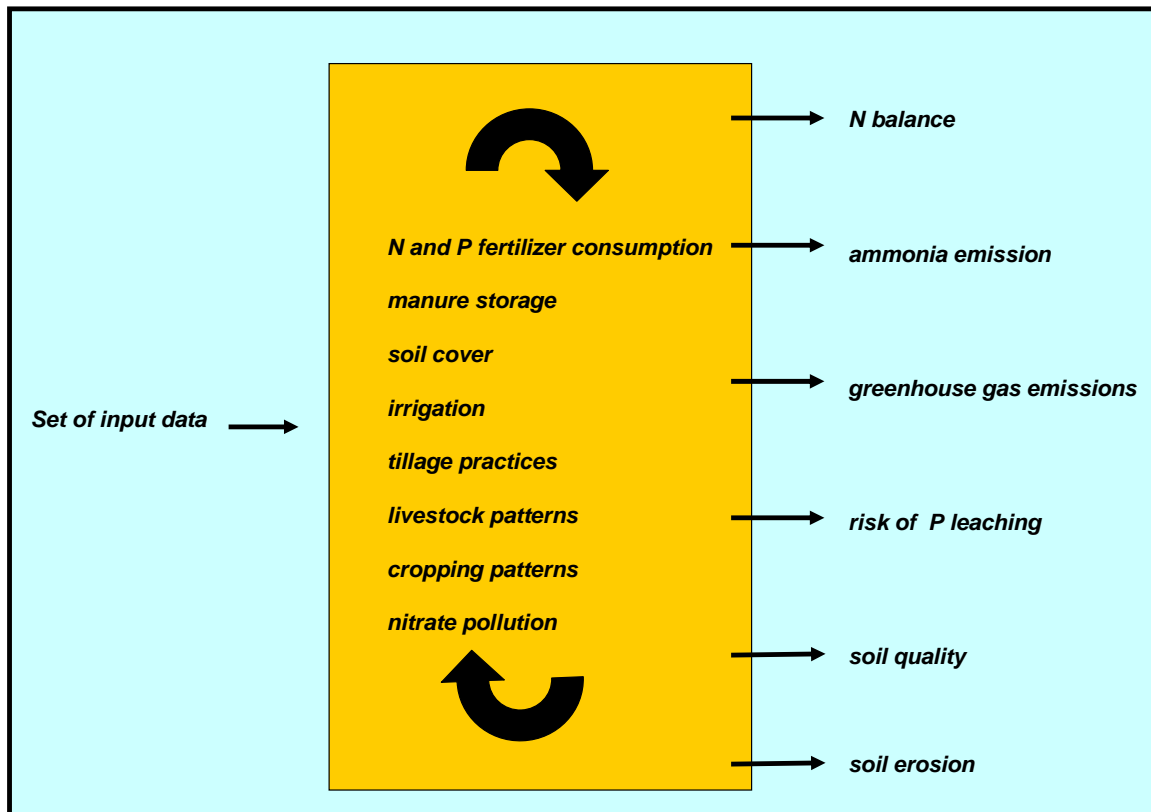 Set of input data
N and P fertilizer consumption
manure storage
soil cover
irrigation
tillage practices
livestock patterns
cropping patterns
nitrate pollution
N balance
ammonia emission
greenhouse gas emissions
risk of  P leaching
soil quality
soil erosion